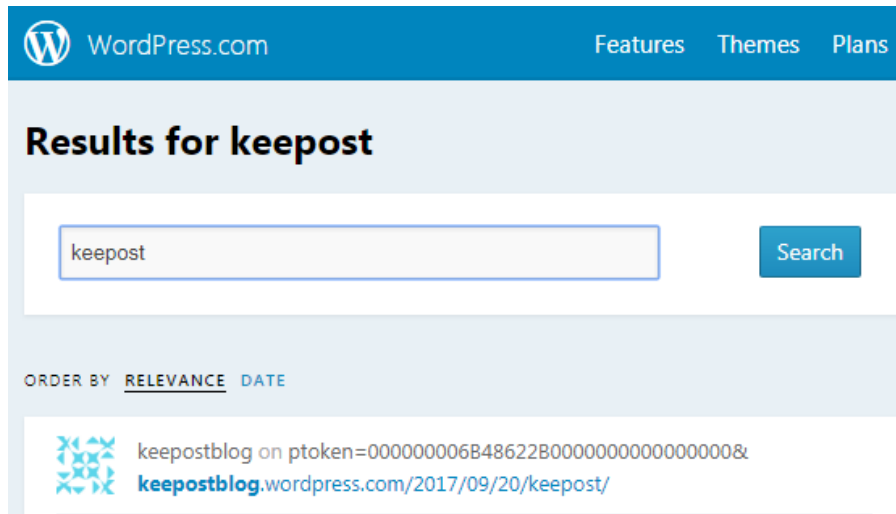 WordPress.com Features Themes Plans
Results for keepost
keepost Search
ORDER BY RELEVANCE DATE
keepostblog on ptoken=000000006B48622B0000000000000000&
keepostblog.wordpress.com/2017/09/20/keepost/